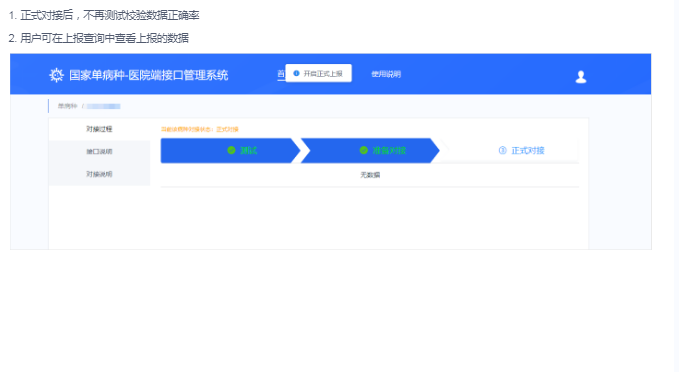 1. 正式对接后，不再测试校验数据正确率
2. 用户可在上报查询中查看上报的数据
国家单病种-医院端接口管理系统
首
开启正式上报
使用说明
单病种 /
对接过程
当前该病种对接状态：正式对接
接口说明
测试
准备对接
③ 正式对接
对接说明
无数据